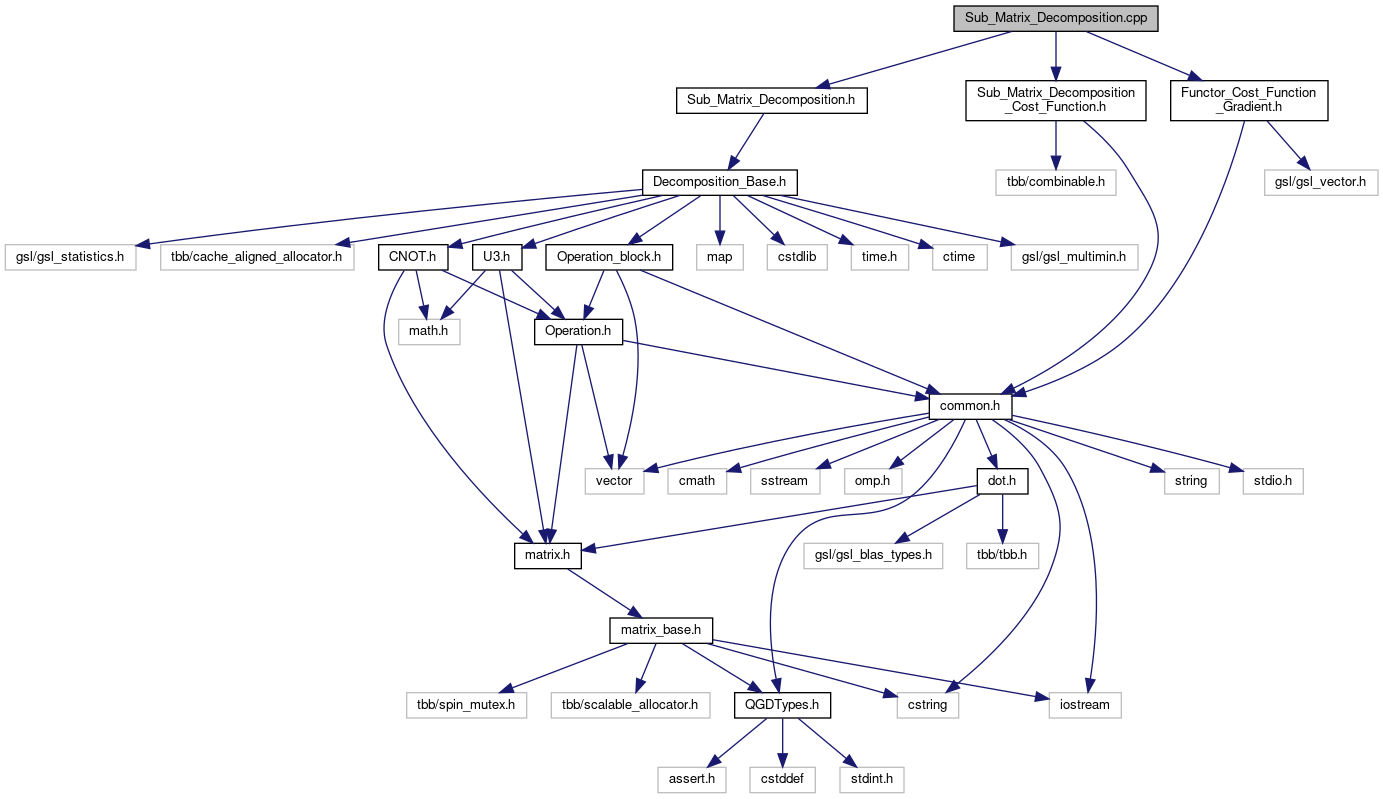 Sub_Matrix_Decomposition.cpp
Sub_Matrix_Decomposition.h
Sub_Matrix_Decomposition
_Cost_Function.h
Functor_Cost_Function
_Gradient.h
Decomposition_Base.h
tbb/combinable.h
gsl/gsl_vector.h
gsl/gsl_statistics.h
tbb/cache_aligned_allocator.h
CNOT.h
U3.h
Operation_block.h
map
cstdlib
time.h
ctime
gsl/gsl_multimin.h
math.h
Operation.h
common.h
vector
cmath
sstream
omp.h
dot.h
string
stdio.h
matrix.h
gsl/gsl_blas_types.h
tbb/tbb.h
matrix_base.h
tbb/spin_mutex.h
tbb/scalable_allocator.h
QGDTypes.h
cstring
iostream
assert.h
cstddef
stdint.h